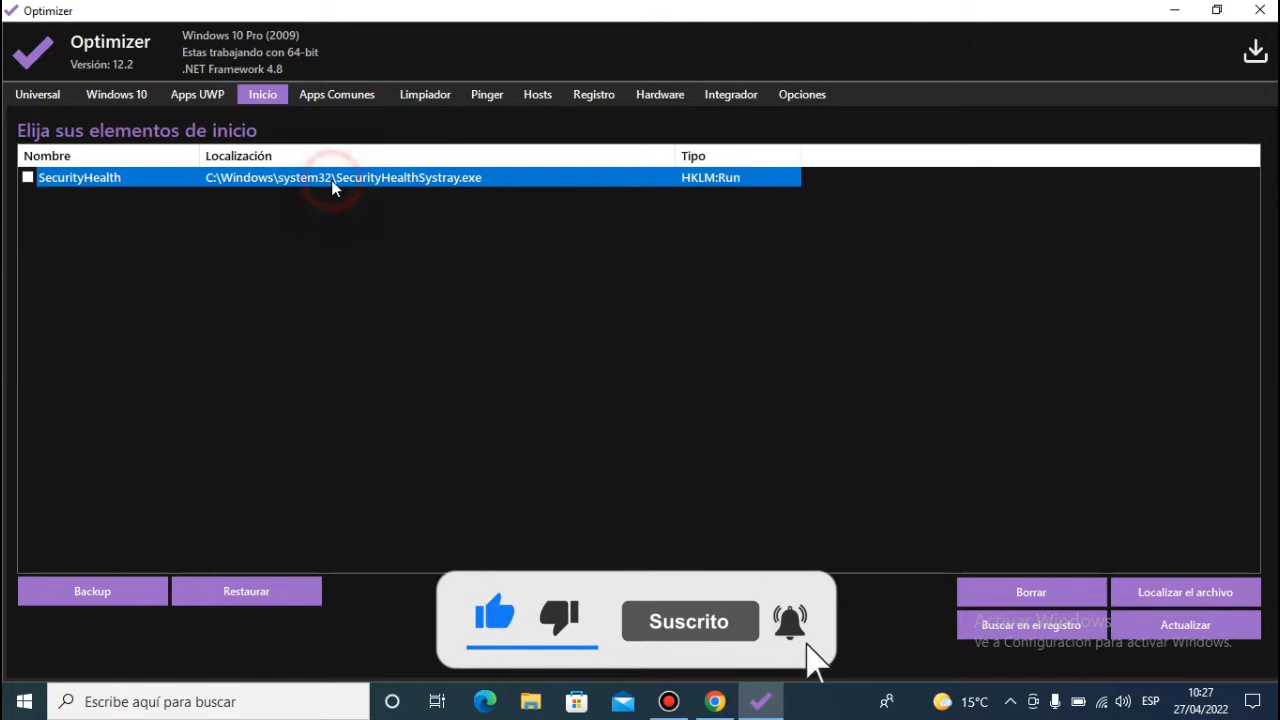 Optimizer
Optimizer
Versión: 12.2
Windows 10 Pro (2009)
Estas trabajando con 64-bit
.NET Framework 4.8
Universal Windows 10 Apps UWP Inicio Apps Comunes Limpiador Pinger Hosts Registro Hardware Integrador Opciones
Elija sus elementos de inicio
Nombre Localización Tipo
SecurityHealth C:\Windows\system32\SecurityHealthSystray.exe HKLM:Run
Backup Restaurar Borrar Localizar el archivo
Suscrito
Buscar en el registro Actualizar
Activar Windows
Ve a Configuración para activar Windows.
Escribe aquí para buscar
15°C
ESP
10:27
27/04/2022